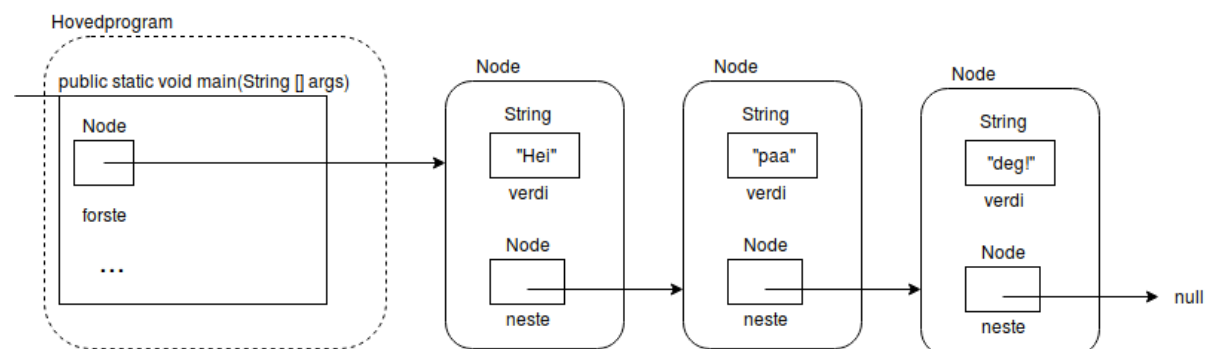 Hovedprogram
public static void main(String [] args)
Node
forste
...
Node
String
"Hei"
verdi
Node
neste
Node
String
"paa"
verdi
Node
neste
Node
String
"deg!"
verdi
Node
neste
null